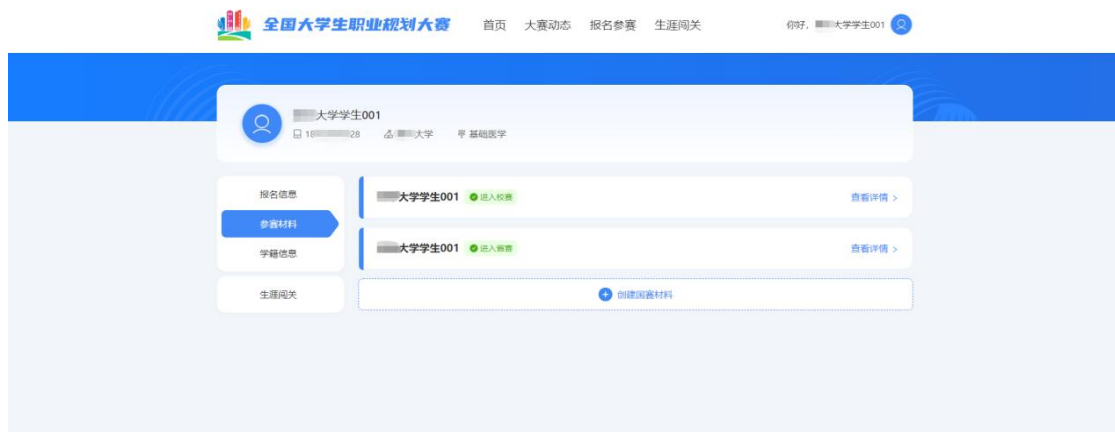 全国大学生职业规划大赛 首页 大赛动态 报名参赛 生涯闯关 你好, 大学学生001
大学学生001
18 28 大学 基础医学
报名信息
参赛材料
学籍信息
生涯闯关
大学学生001 进入校赛 查看详情 >
大学学生001 进入省赛 查看详情 >
创建国赛材料